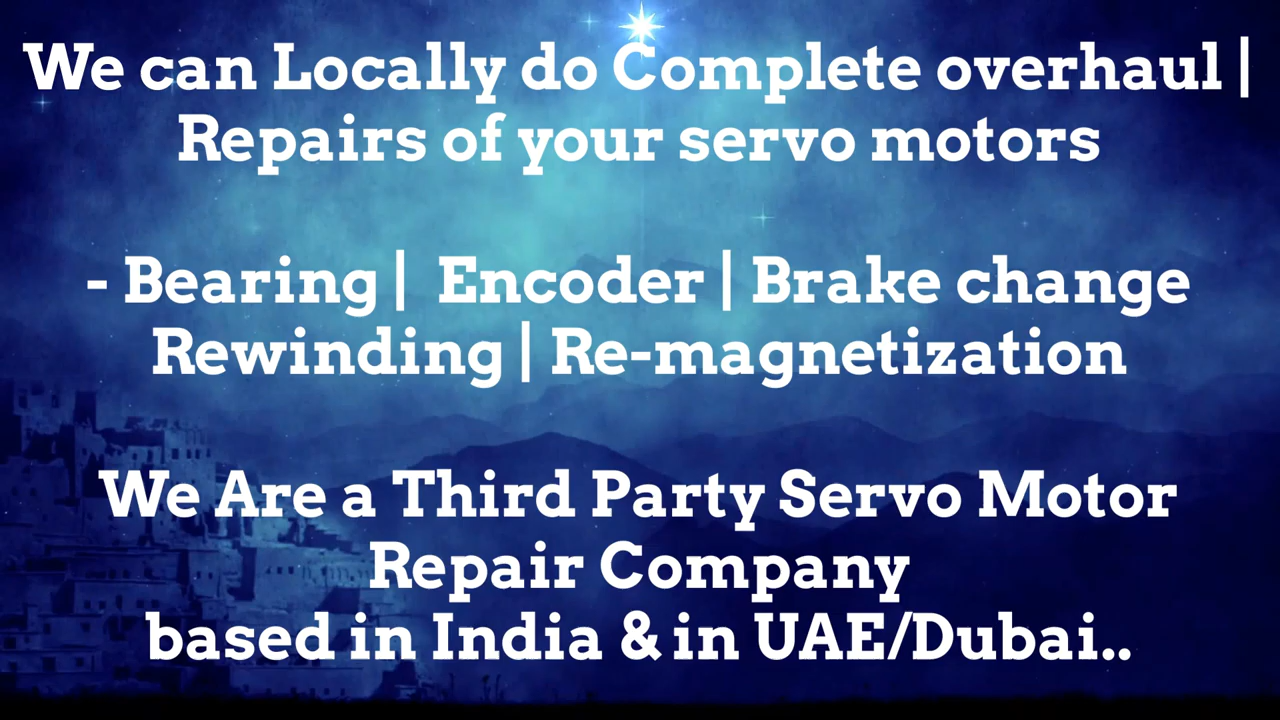 We can Locally do Complete overhaul |
Repairs of your servo motors
- Bearing | Encoder | Brake change
Rewinding | Re-magnetization
We Are a Third Party Servo Motor
Repair Company
based in India & in UAE/Dubai..